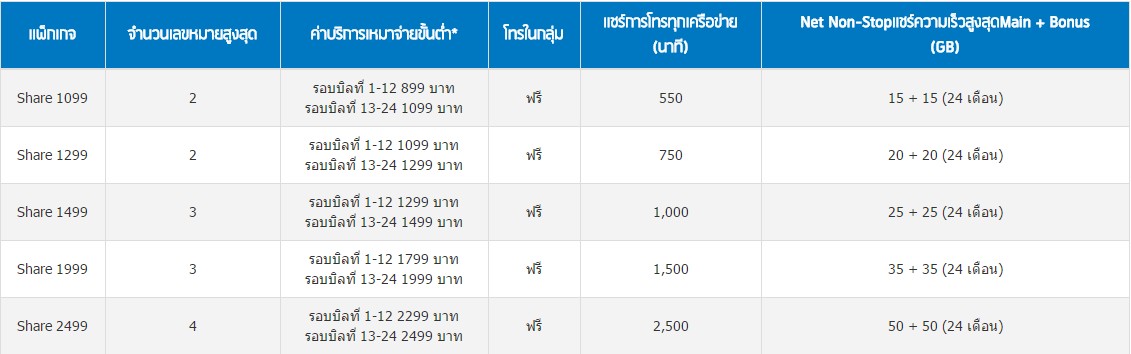 แพ็กเกจ
จำนวนเลขหมายสูงสุด
ค่าบริการเหมาจ่ายขั้นต่ำ*
โทรในกลุ่ม
แชร์การโทรทุกเครือข่าย
(นาที)
Net Non-Stopแชร์ความเร็วสูงสุดMain + Bonus
(GB)
Share 1099
2
รอบบิลที่ 1-12 899 บาท
รอบบิลที่ 13-24 1099 บาท
ฟรี
550
15 + 15 (24 เดือน)
Share 1299
2
รอบบิลที่ 1-12 1099 บาท
รอบบิลที่ 13-24 1299 บาท
ฟรี
750
20 + 20 (24 เดือน)
Share 1499
3
รอบบิลที่ 1-12 1299 บาท
รอบบิลที่ 13-24 1499 บาท
ฟรี
1,000
25 + 25 (24 เดือน)
Share 1999
3
รอบบิลที่ 1-12 1799 บาท
รอบบิลที่ 13-24 1999 บาท
ฟรี
1,500
35 + 35 (24 เดือน)
Share 2499
4
รอบบิลที่ 1-12 2299 บาท
รอบบิลที่ 13-24 2499 บาท
ฟรี
2,500
50 + 50 (24 เดือน)